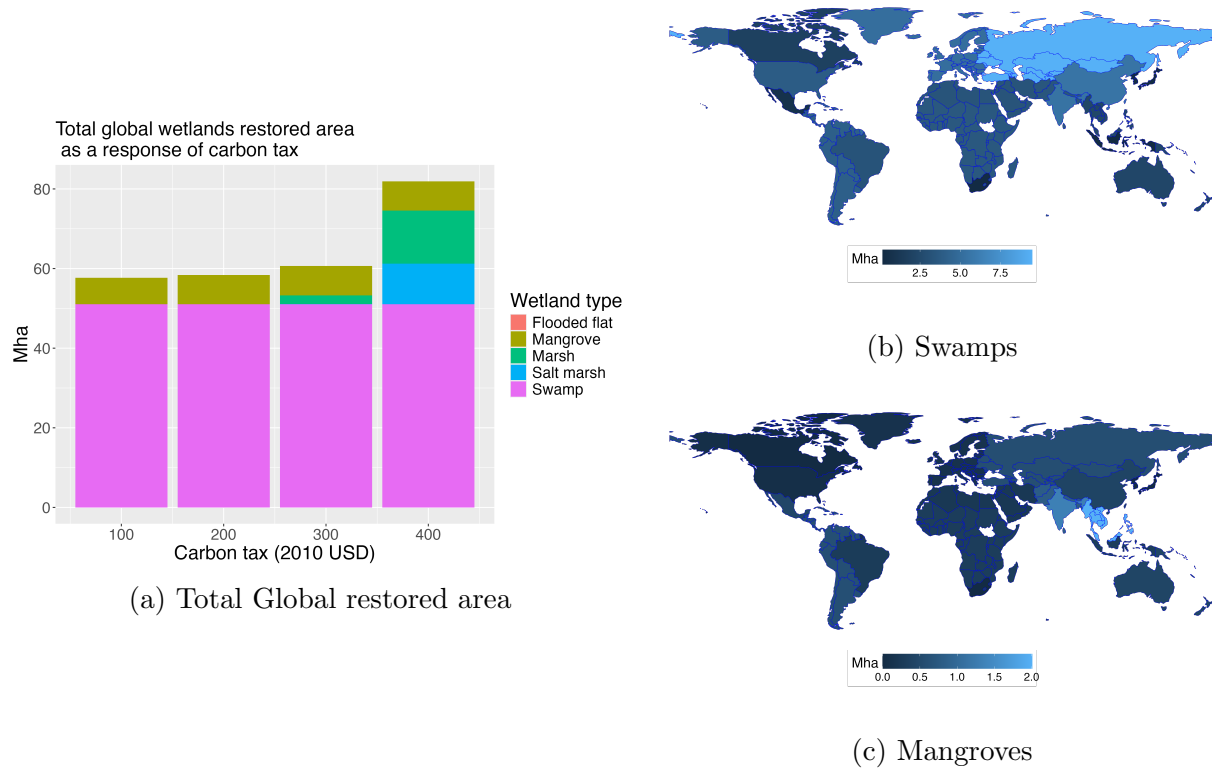 Total global wetlands restored area
as a response of carbon tax
80
60
40
20
0
Mha
100 200 300 400
Carbon tax (2010 USD)
Wetland type
Flooded flat
Mangrove
Marsh
Salt marsh
Swamp
(a) Total Global restored area
Mha
2.5 5.0 7.5
(b) Swamps
Mha
0.0 0.5 1.0 1.5 2.0
(c) Mangroves